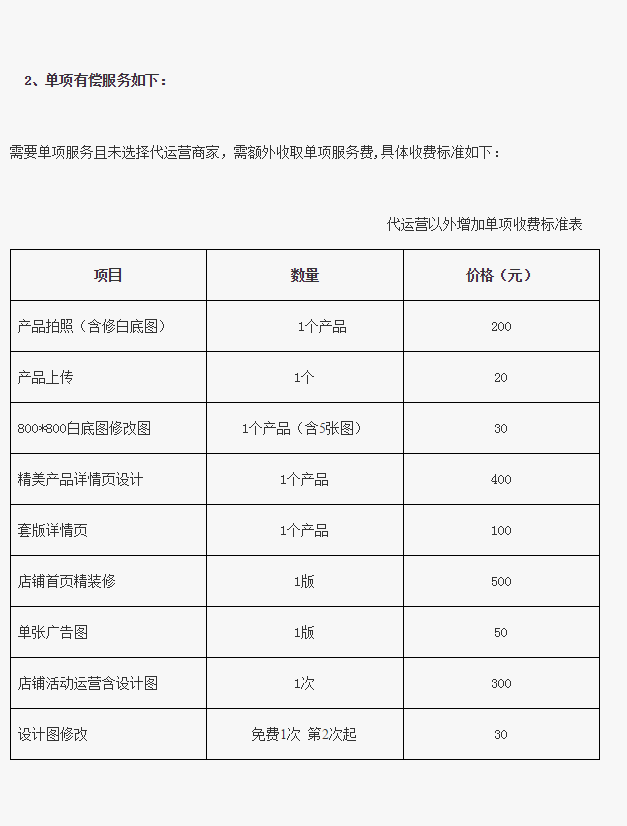 2、单项有偿服务如下：
需要单项服务且未选择代运营商家，需额外收取单项服务费,具体收费标准如下：
代运营以外增加单项收费标准表
项目 数量 价格（元）
产品拍照（含修白底图） 1个产品 200
产品上传 1个 20
800*800白底图修改图 1个产品（含5张图） 30
精美产品详情页设计 1个产品 400
套版详情页 1个产品 100
店铺首页精装修 1版 500
单张广告图 1版 50
店铺活动运营含设计图 1次 300
设计图修改 免费1次 第2次起 30